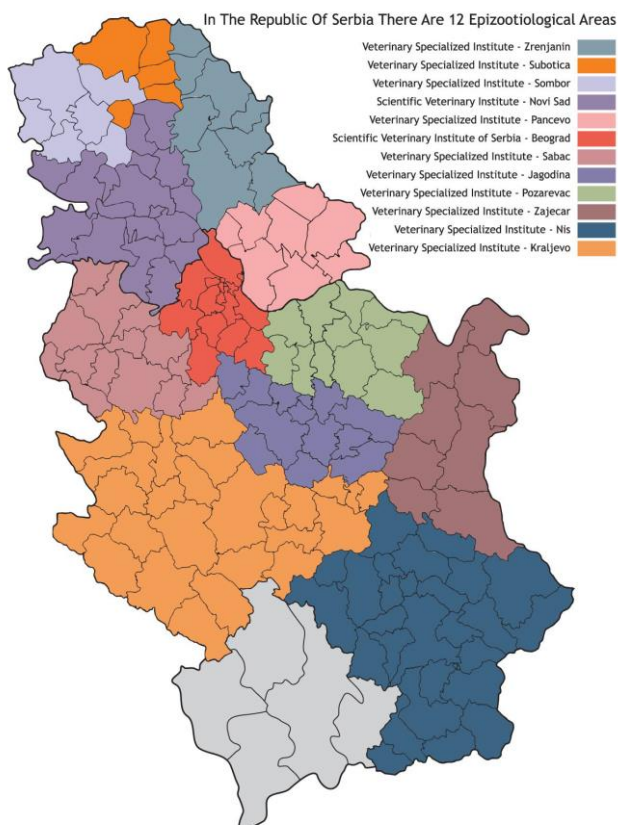 In The Republic Of Serbia There Are 12 Epizootiological Areas
Veterinary Specialized Institute - Zrenjanin
Veterinary Specialized Institute - Subotica
Veterinary Specialized Institute - Sombor
Scientific Veterinary Institute - Novi Sad
Veterinary Specialized Institute - Pancevo
Scientific Veterinary Institute of Serbia - Beograd
Veterinary Specialized Institute - Sabac
Veterinary Specialized Institute - Jagodina
Veterinary Specialized Institute - Pozarevac
Veterinary Specialized Institute - Zajecar
Veterinary Specialized Institute - Nis
Veterinary Specialized Institute - Kraljevo